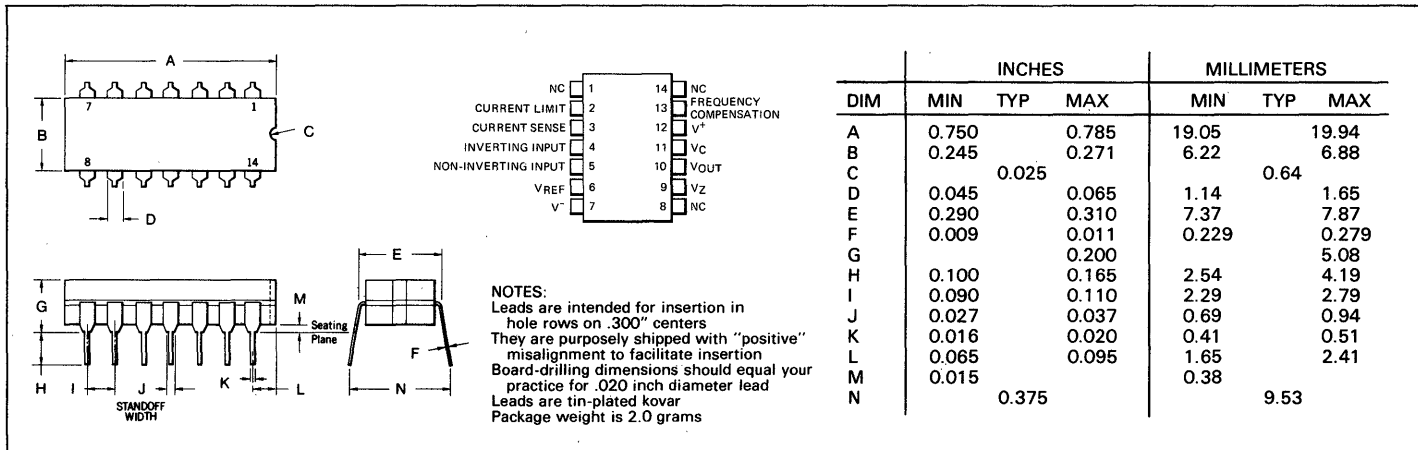 A
7 1
B
C
8 14
D
NC 1 14 NC
CURRENT LIMIT 2 13 FREQUENCY COMPENSATION
CURRENT SENSE 3 12 V+
INVERTING INPUT 4 11 VC
NON-INVERTING INPUT 5 10 VOUT
VREF 6 9 VZ
V- 7 8 NC
E
G
M
Seating
Plane
F
H I J K L
N
STANDOFF
WIDTH
NOTES:
Leads are intended for insertion in
hole rows on .300" centers
They are purposely shipped with "positive"
misalignment to facilitate insertion
Board-drilling dimensions should equal your
practice for .020 inch diameter lead
Leads are tin-plated kovar
Package weight is 2.0 grams
INCHES MILLIMETERS
DIM MIN TYP MAX MIN TYP MAX
A 0.750 0.785 19.05 19.94
B 0.245 0.271 6.22 6.88
C 0.025 0.64
D 0.045 0.065 1.14 1.65
E 0.290 0.310 7.37 7.87
F 0.009 0.011 0.229 0.279
G 0.200 5.08
H 0.100 0.165 2.54 4.19
I 0.090 0.110 2.29 2.79
J 0.027 0.037 0.69 0.94
K 0.016 0.020 0.41 0.51
L 0.065 0.095 1.65 2.41
M 0.015 0.38
N 0.375 9.53